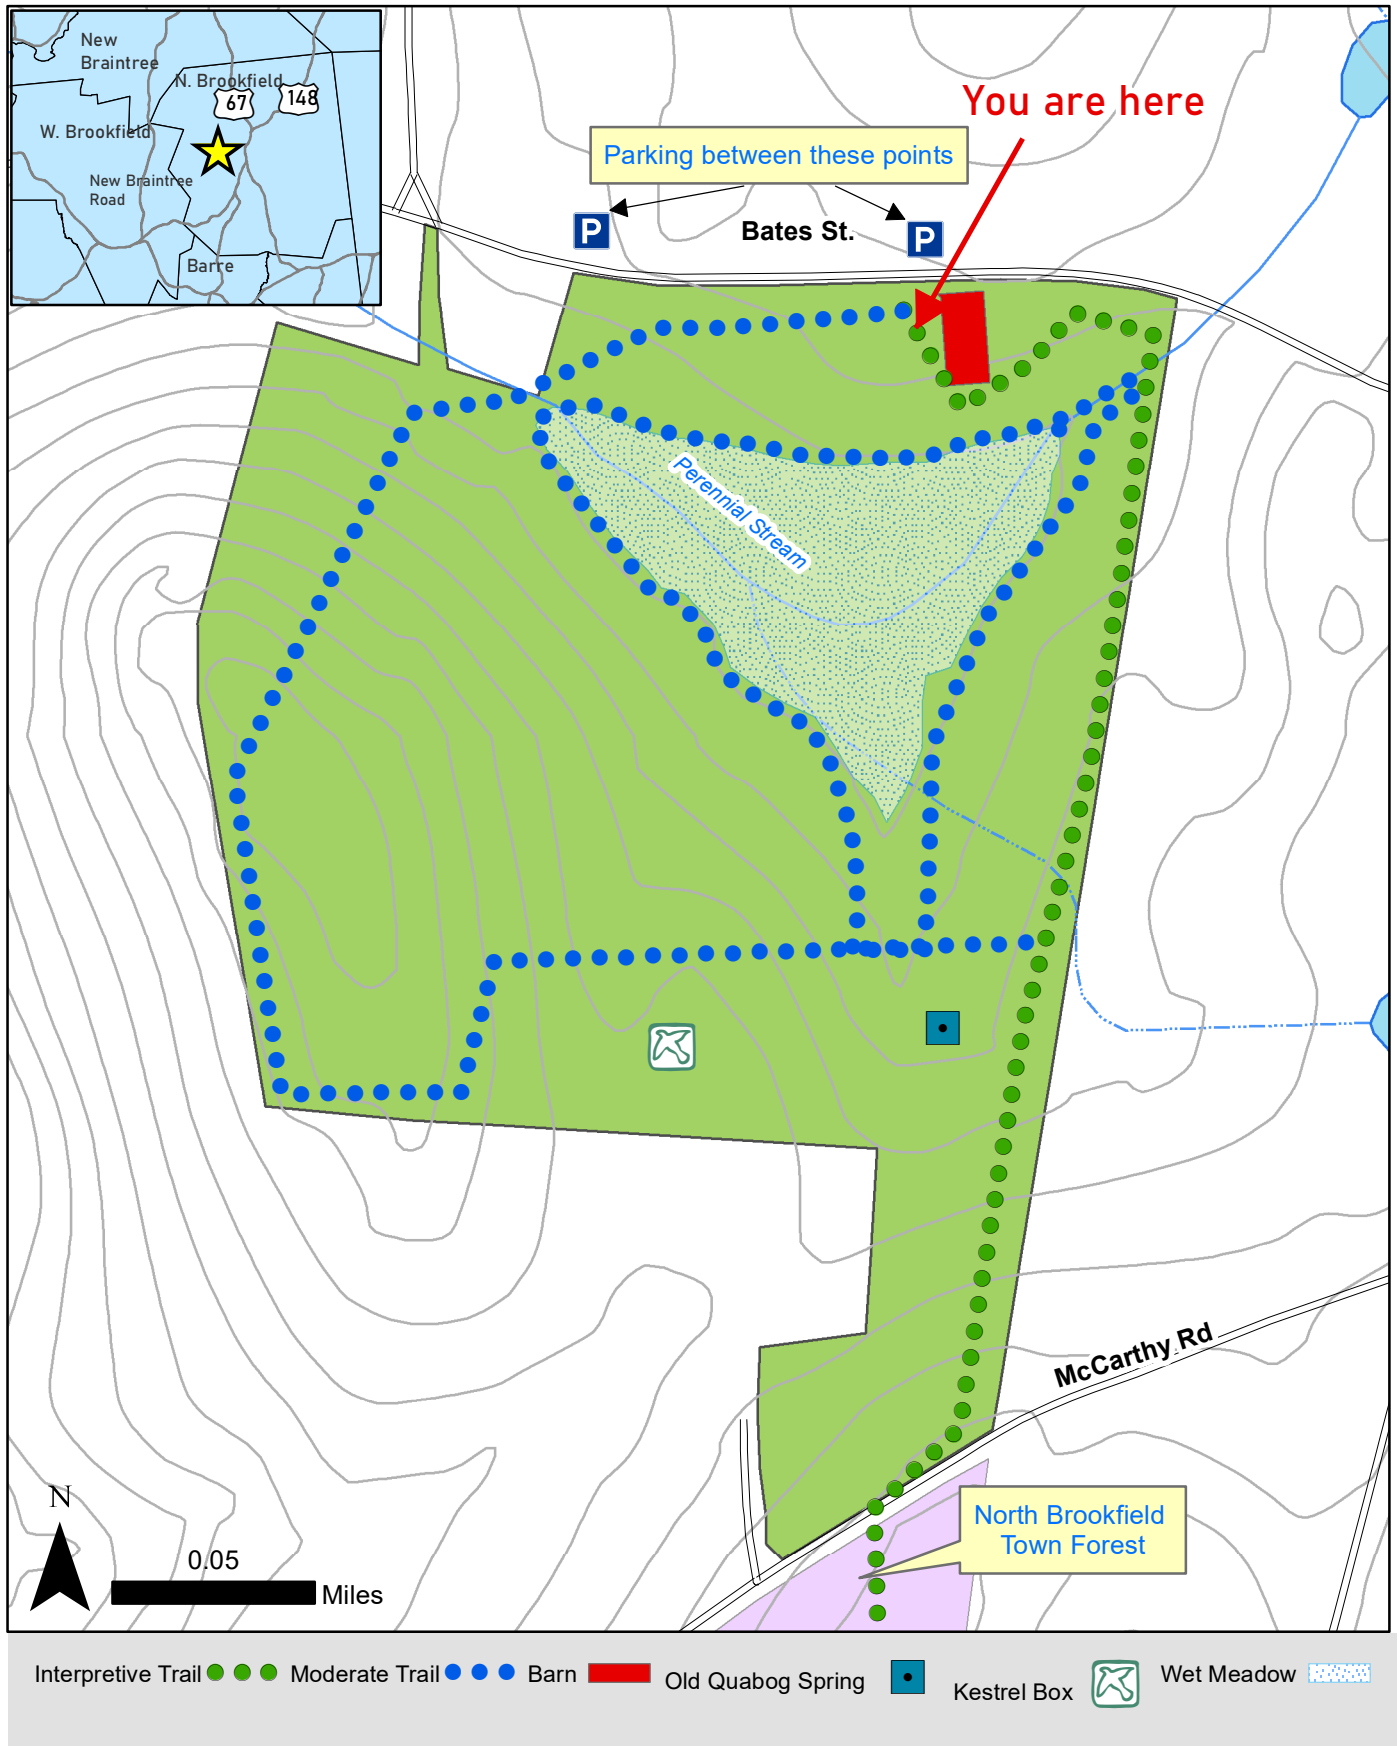 New
Braintree
N. Brookfield
67
148
W. Brookfield
New Braintree
Road
Barre
You are here
Parking between these points
P
P
Bates St.
Perennial Stream
McCarthy Rd
North Brookfield
Town Forest
N
0.05
Miles
Interpretive Trail Moderate Trail Barn Old Quabog Spring Kestrel Box Wet Meadow